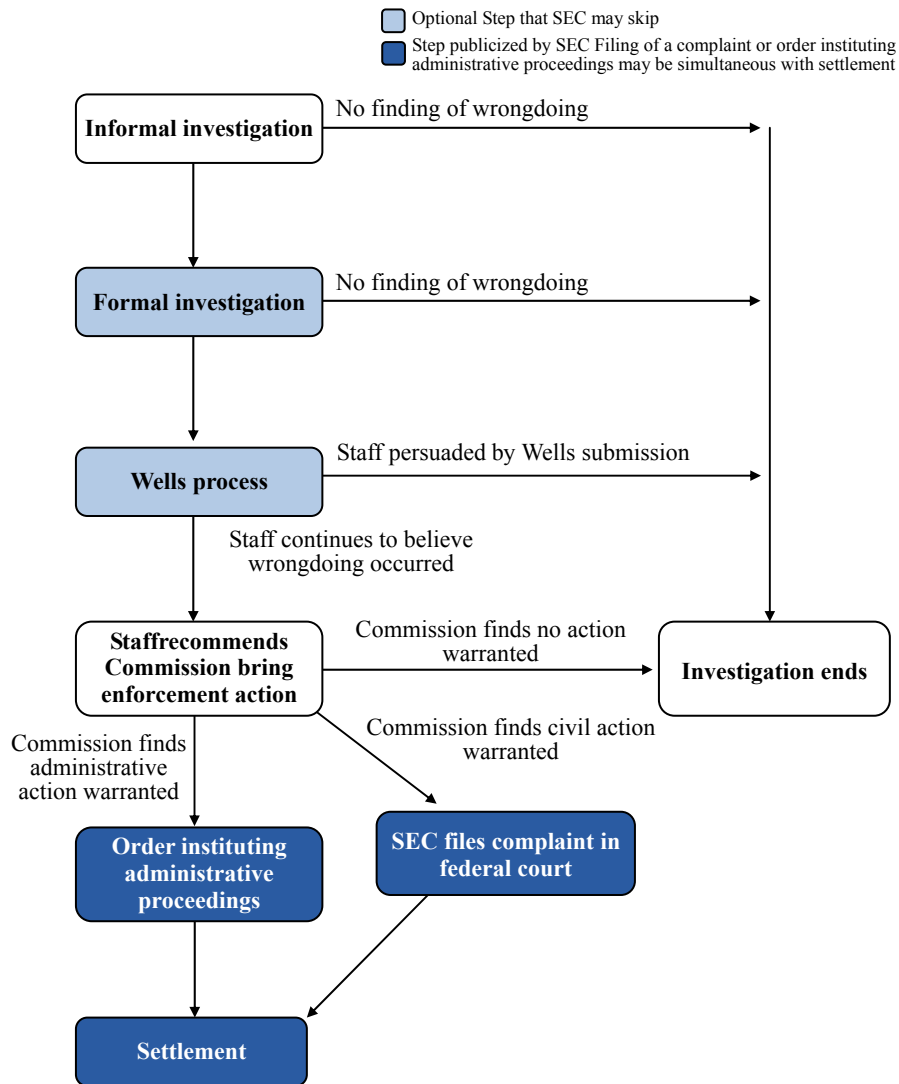 Optional Step that SEC may skip
Step publicized by SEC Filing of a complaint or order instituting
administrative proceedings may be simultaneous with settlement
No finding of wrongdoing
Informal investigation
No finding of wrongdoing
Formal investigation
Staff persuaded by Wells submission
Wells process
Staff continues to believe
wrongdoing occurred
Staffrecommends
Commission bring
enforcement action
Commission finds no action
warranted
Investigation ends
Commission finds civil action
warranted
Commission finds
administrative
action warranted
Order instituting
administrative
proceedings
SEC files complaint in
federal court
Settlement